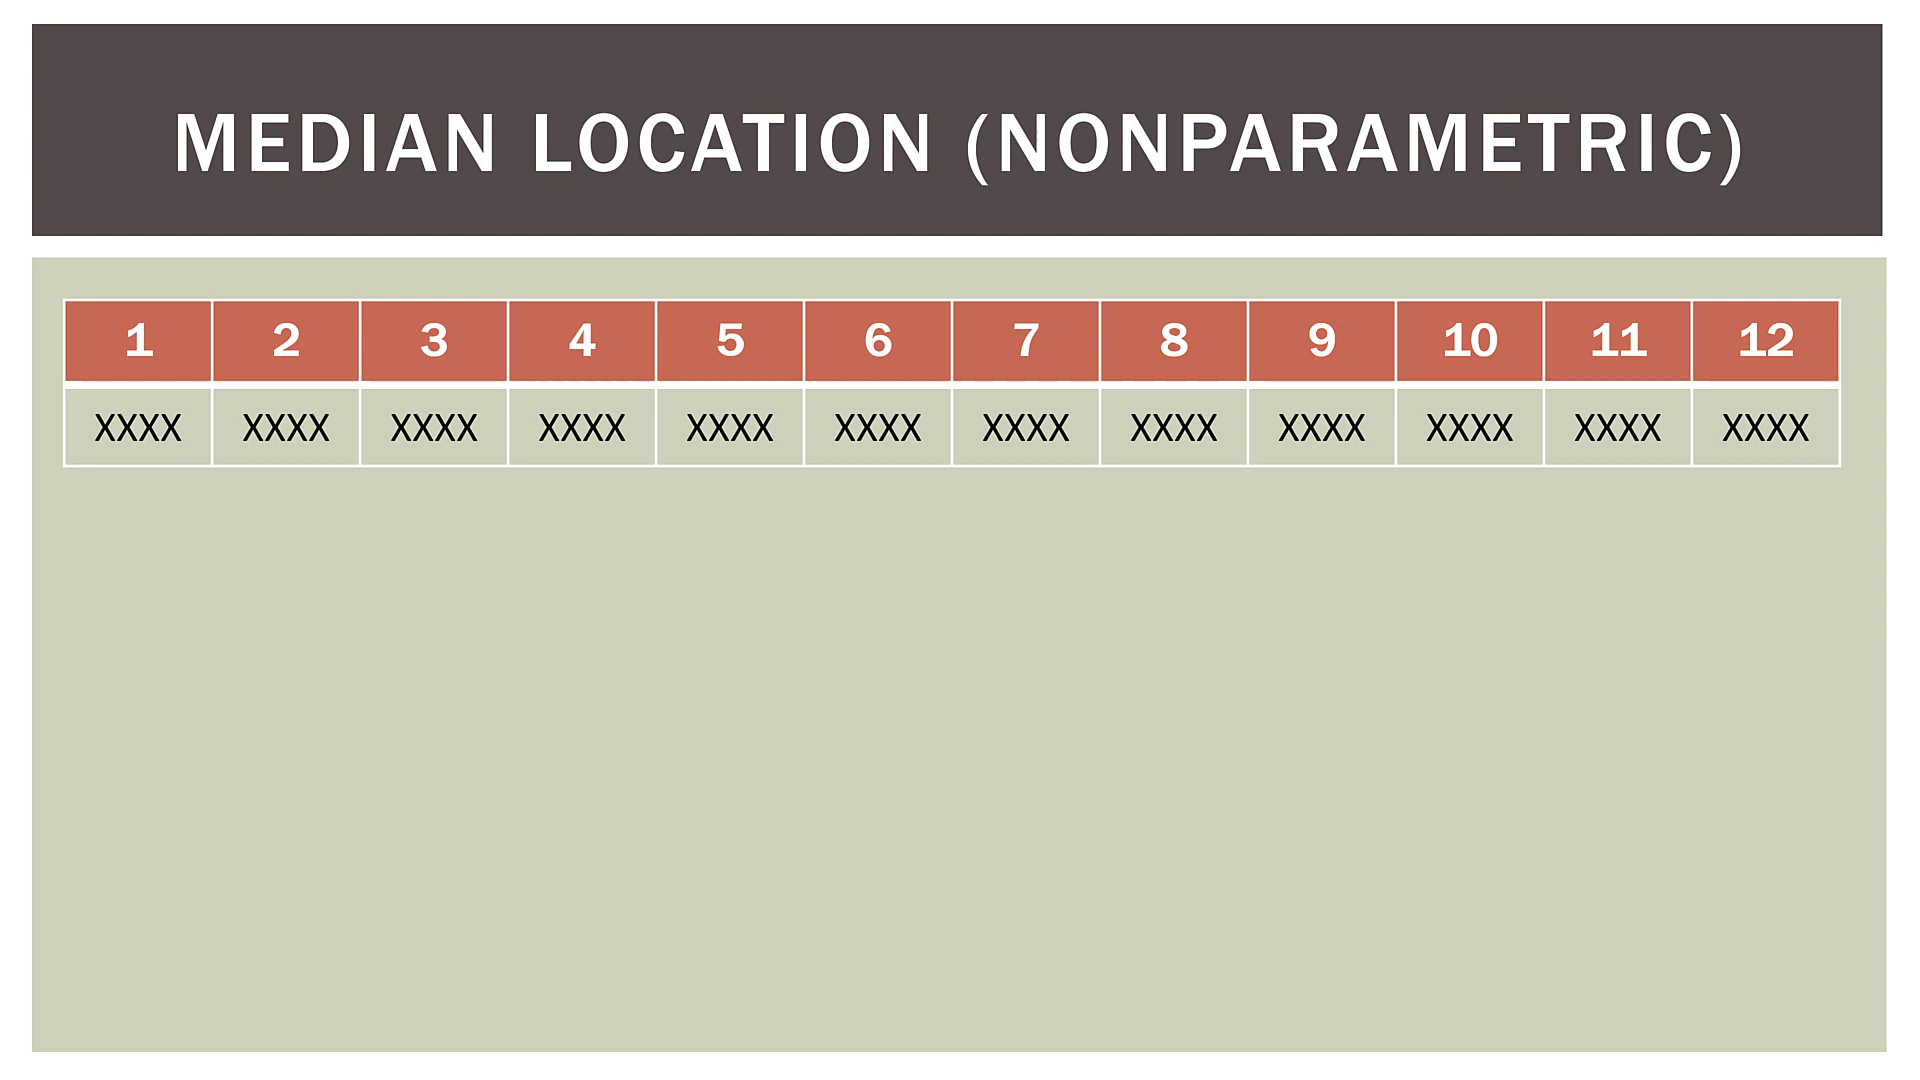 MEDIAN LOCATION (NONPARAMETRIC)
1 2 3 4 5 6 7 8 9 10 11 12
XXXX XXXX XXXX XXXX XXXX XXXX XXXX XXXX XXXX XXXX XXXX XXXX